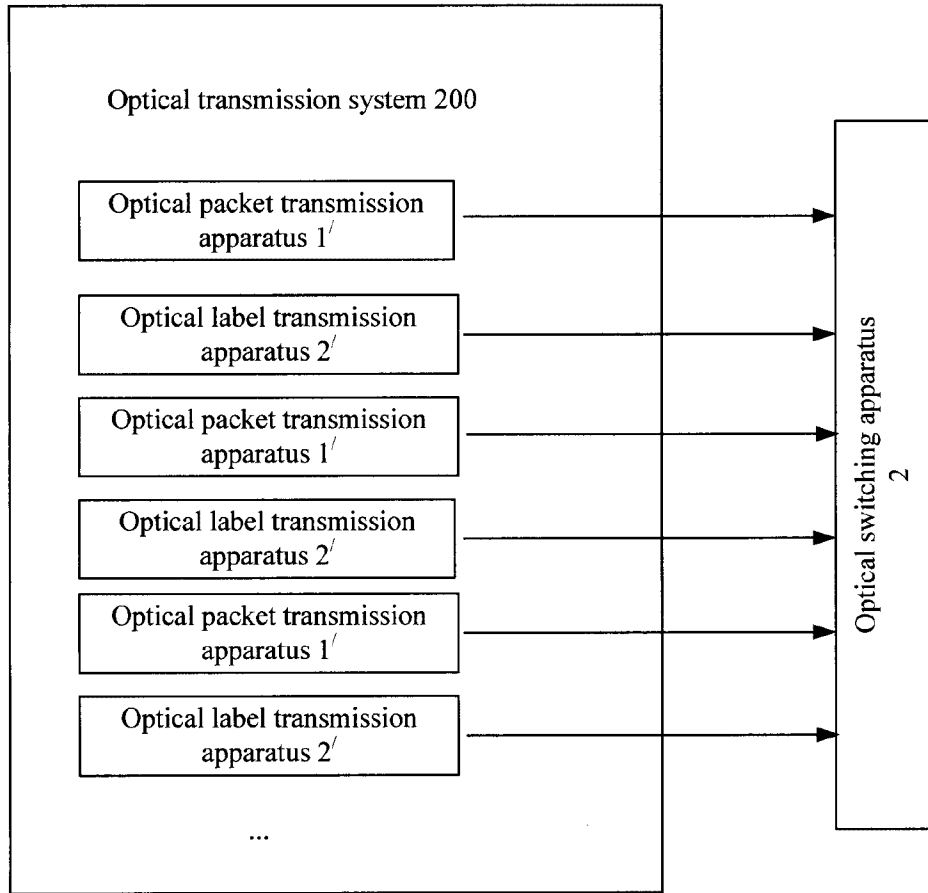 Optical transmission system 200
Optical packet transmission
apparatus 1′
Optical label transmission
apparatus 2′
Optical packet transmission
apparatus 1′
Optical label transmission
apparatus 2′
Optical packet transmission
apparatus 1′
Optical label transmission
apparatus 2′
...
Optical switching apparatus
2